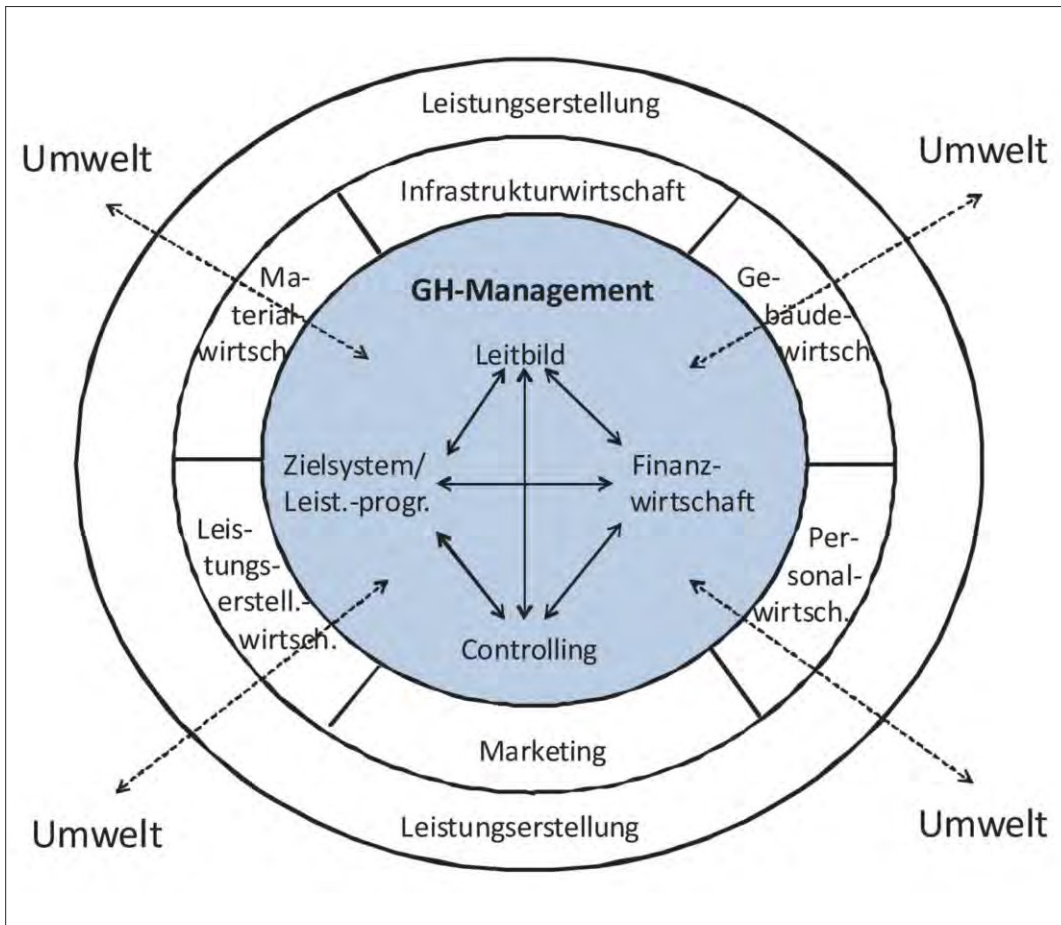 Leistungserstellung
Umwelt
Umwelt
Infrastrukturwirtschaft
Ma-
terial-
wirtsch.
GH-Management
Ge-
bäude-
wirtsch.
Leitbild
Zielsystem/
Leist.-progr.
Finanz-
wirtschaft
Leis-
tungs-
erstell.-
wirtsch.
Per-
sonal-
wirtsch.
Controlling
Marketing
Umwelt
Leistungserstellung
Umwelt